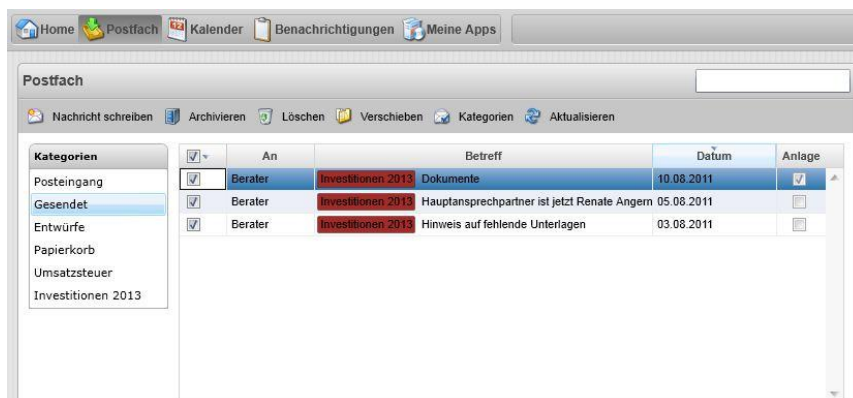 Home Postfach Kalender Benachrichtigungen Meine Apps
Postfach
Nachricht schreiben Archivieren Löschen Verschieben Kategorien Aktualisieren
Kategorien An Betreff Datum Anlage
Posteingang Berater Investitionen 2013 Dokumente 10.08.2011
Gesendet Berater Investitionen 2013 Hauptansprechpartner ist jetzt Renate Angern 05.08.2011
Entwürfe Berater Investitionen 2013 Hinweis auf fehlende Unterlagen 03.08.2011
Papierkorb
Umsatzsteuer
Investitionen 2013